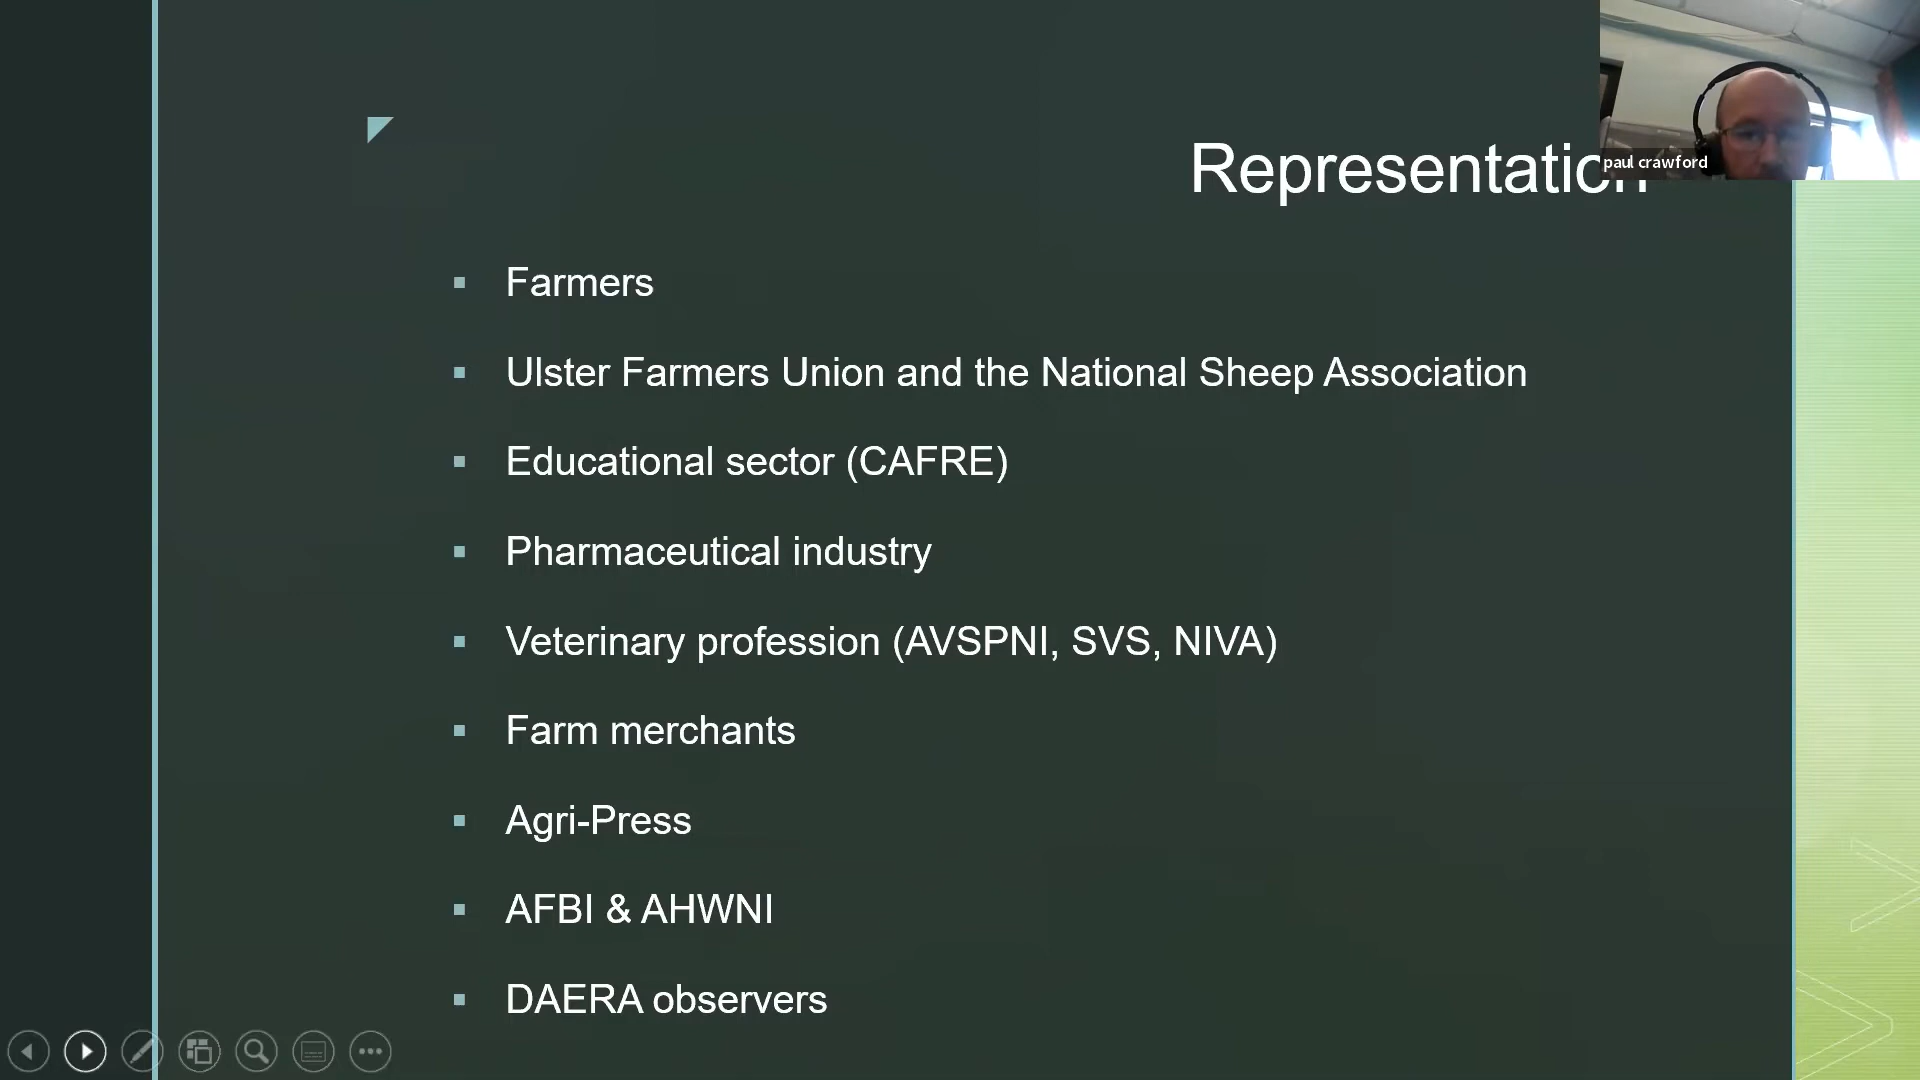 Representation
paul crawford
Farmers
Ulster Farmers Union and the National Sheep Association
Educational sector (CAFRE)
Pharmaceutical industry
Veterinary profession (AVSPNI, SVS, NIVA)
Farm merchants
Agri-Press
AFBI & AHWNI
DAERA observers